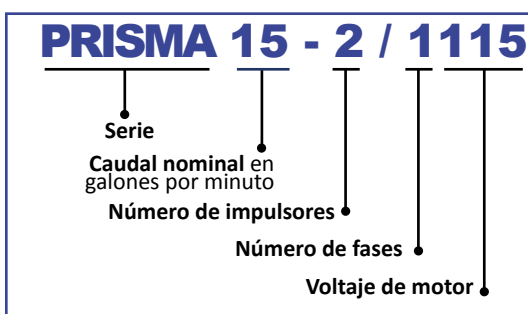 PRISMA 15 - 2 / 1115
Serie
Caudal nominal en
galones por minuto
Número de impulsores
Número de fases
Voltaje de motor